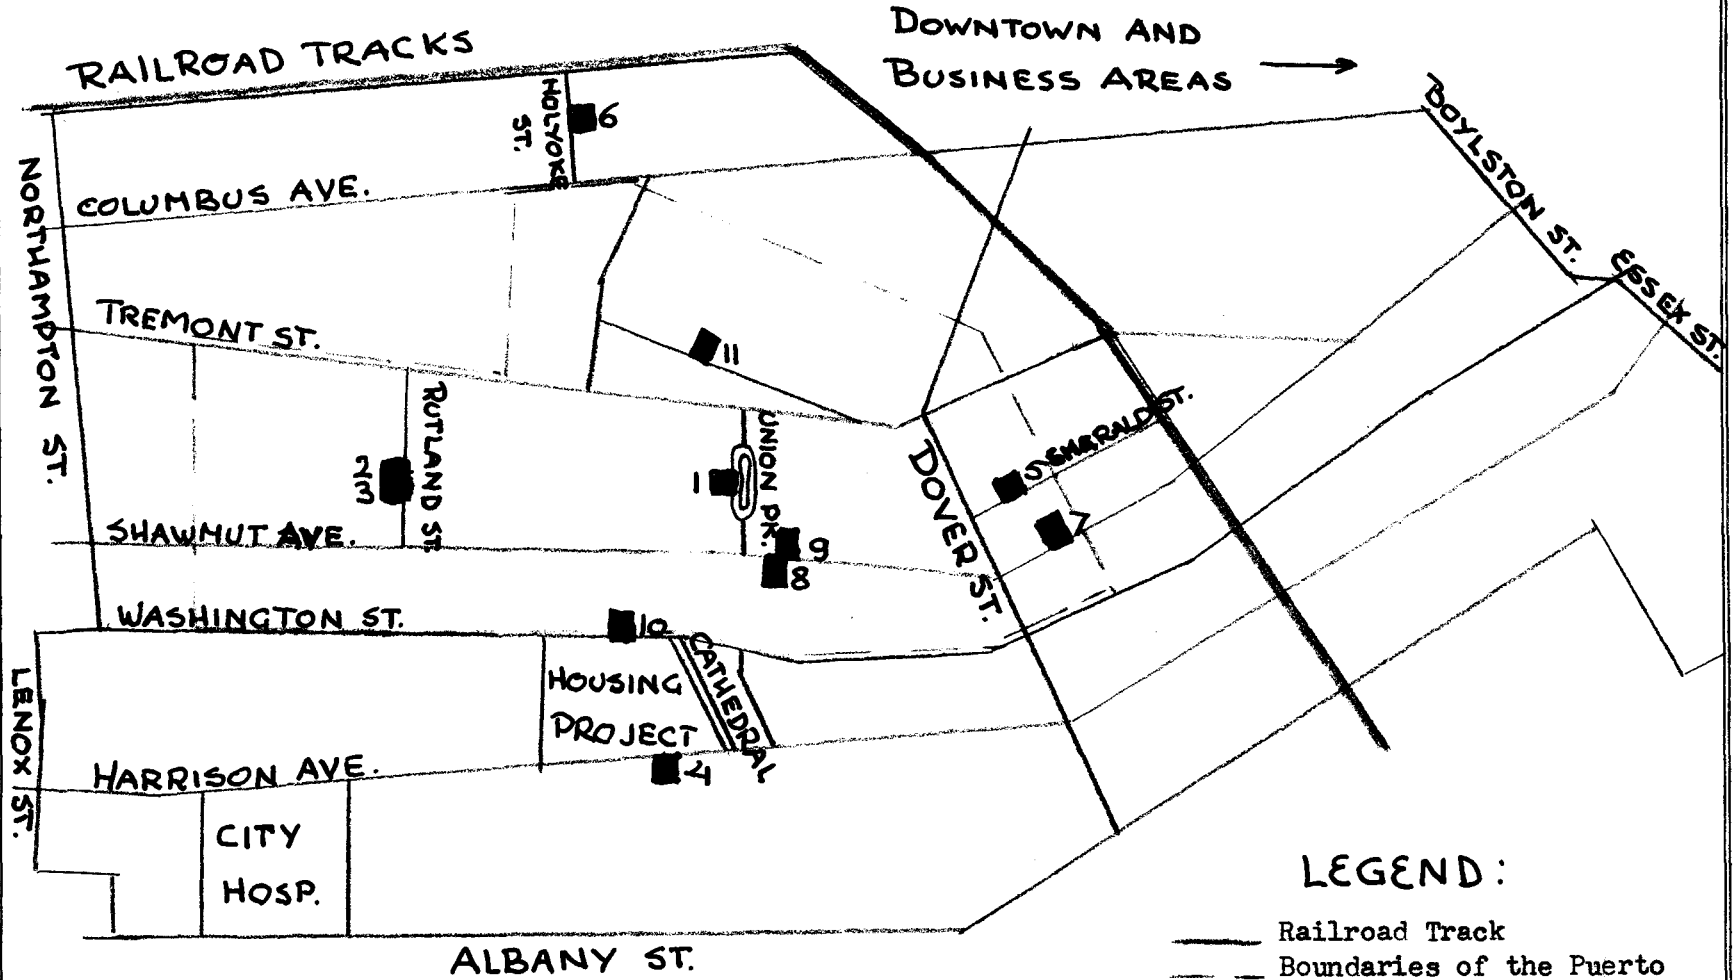 RAILROAD TRACKS
DOWNTOWN AND
BUSINESS AREAS
BOYLSTON ST.
ESSEX ST.
HOLYOKE
ST.
6
NORTHAMPTON ST.
COLUMBUS AVE.
TREMONT ST.
11
RUTLAND ST.
2
3
UNION PK.
1
DOVER ST.
5 EMERALD ST.
7
SHAWMUT AVE.
9
8
WASHINGTON ST.
10
CATHEDRAL
HOUSING
PROJECT
4
LENOX ST.
HARRISON AVE.
CITY
HOSP.
ALBANY ST.
LEGEND:
Railroad Track
Boundaries of the Puerto